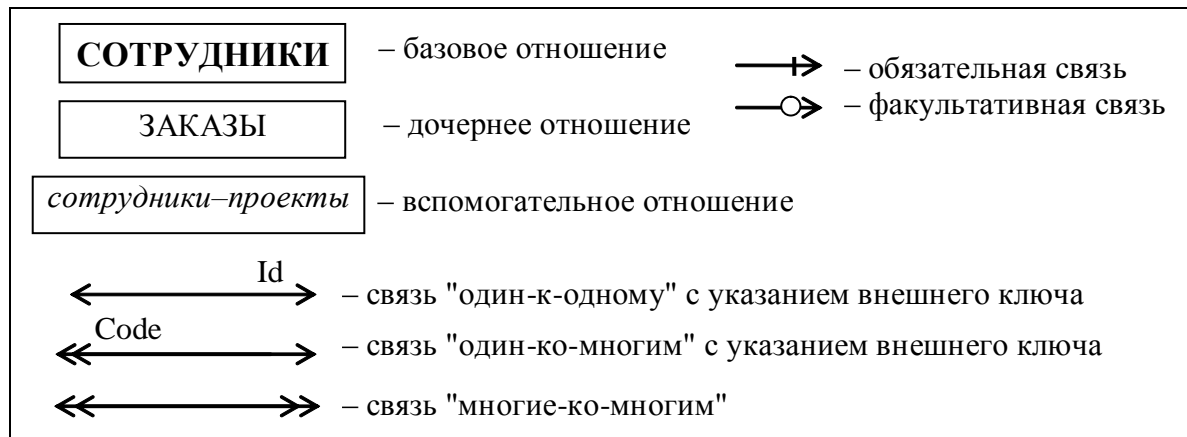 СОТРУДНИКИ – базовое отношение
– обязательная связь
– факультативная связь
ЗАКАЗЫ – дочернее отношение
сотрудники–проекты – вспомогательное отношение
Id
– связь "один-к-одному" с указанием внешнего ключа
Code
– связь "один-ко-многим" с указанием внешнего ключа
– связь "многие-ко-многим"